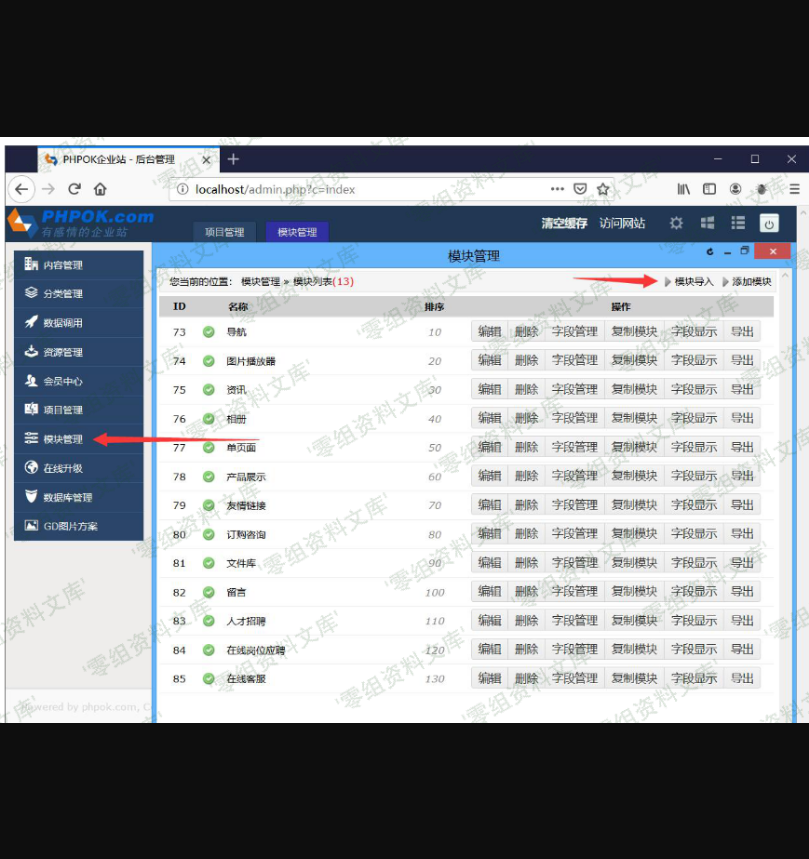 PHPOK企业站 - 后台管理
localhost/admin.php?c=index
PHPOK.com
有感情的企业站
项目管理 模块管理
清空缓存 访问网站
内容管理
分类管理
数据调用
资源管理
会员中心
项目管理
模块管理
在线升级
数据库管理
GD图片方案
模块管理
您当前的位置: 模块管理 » 模块列表(13) 模块导入 添加模块
ID 名称 排序 操作
73 导航 10 编辑 删除 字段管理 复制模块 字段显示 导出
74 图片播放器 20 编辑 删除 字段管理 复制模块 字段显示 导出
75 资讯 30 编辑 删除 字段管理 复制模块 字段显示 导出
76 相册 40 编辑 删除 字段管理 复制模块 字段显示 导出
77 单页面 50 编辑 删除 字段管理 复制模块 字段显示 导出
78 产品展示 60 编辑 删除 字段管理 复制模块 字段显示 导出
79 友情链接 70 编辑 删除 字段管理 复制模块 字段显示 导出
80 订购咨询 80 编辑 删除 字段管理 复制模块 字段显示 导出
81 文件库 90 编辑 删除 字段管理 复制模块 字段显示 导出
82 留言 100 编辑 删除 字段管理 复制模块 字段显示 导出
83 人才招聘 110 编辑 删除 字段管理 复制模块 字段显示 导出
84 在线岗位应聘 120 编辑 删除 字段管理 复制模块 字段显示 导出
85 在线客服 130 编辑 删除 字段管理 复制模块 字段显示 导出
Powered by phpok.com, C
'零组资料文库'